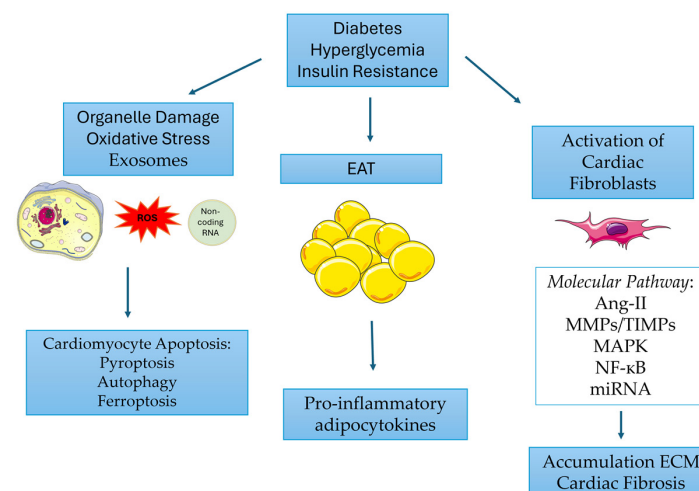 Diabetes
Hyperglycemia
Insulin Resistance
Organelle Damage
Oxidative Stress
Exosomes
ROS
Non-
coding
RNA
Cardiomyocyte Apoptosis:
Pyroptosis
Autophagy
Ferroptosis
EAT
Pro-inflammatory
adipocytokines
Activation of
Cardiac
Fibroblasts
Molecular Pathway:
Ang-II
MMPs/TIMPs
MAPK
NF-κB
miRNA
Accumulation ECM
Cardiac Fibrosis